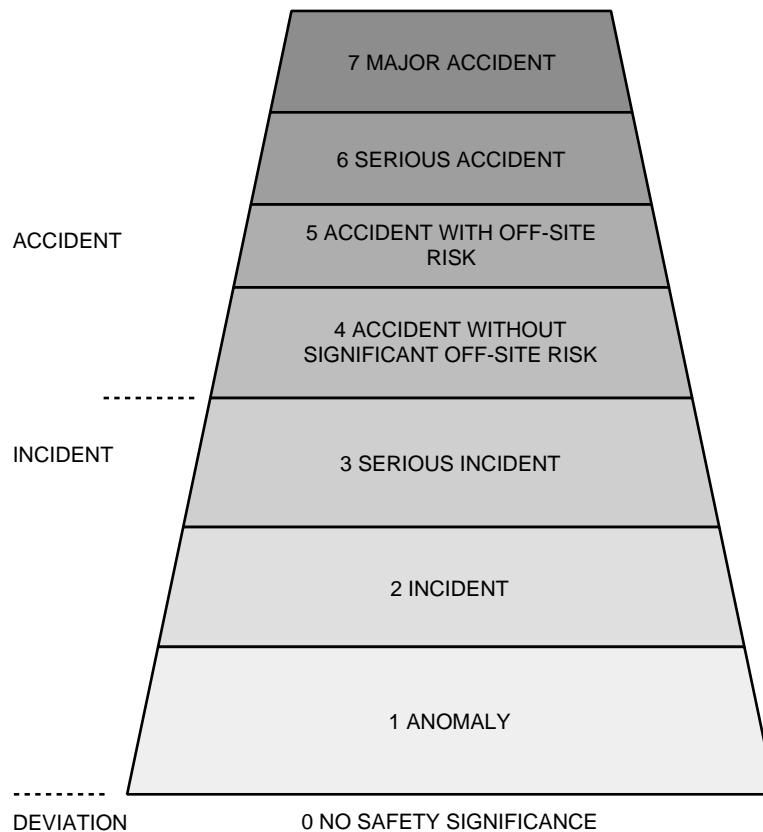 7 MAJOR ACCIDENT
6 SERIOUS ACCIDENT
ACCIDENT
5 ACCIDENT WITH OFF-SITE
RISK
4 ACCIDENT WITHOUT
SIGNIFICANT OFF-SITE RISK
INCIDENT
3 SERIOUS INCIDENT
2 INCIDENT
1 ANOMALY
DEVIATION
0 NO SAFETY SIGNIFICANCE